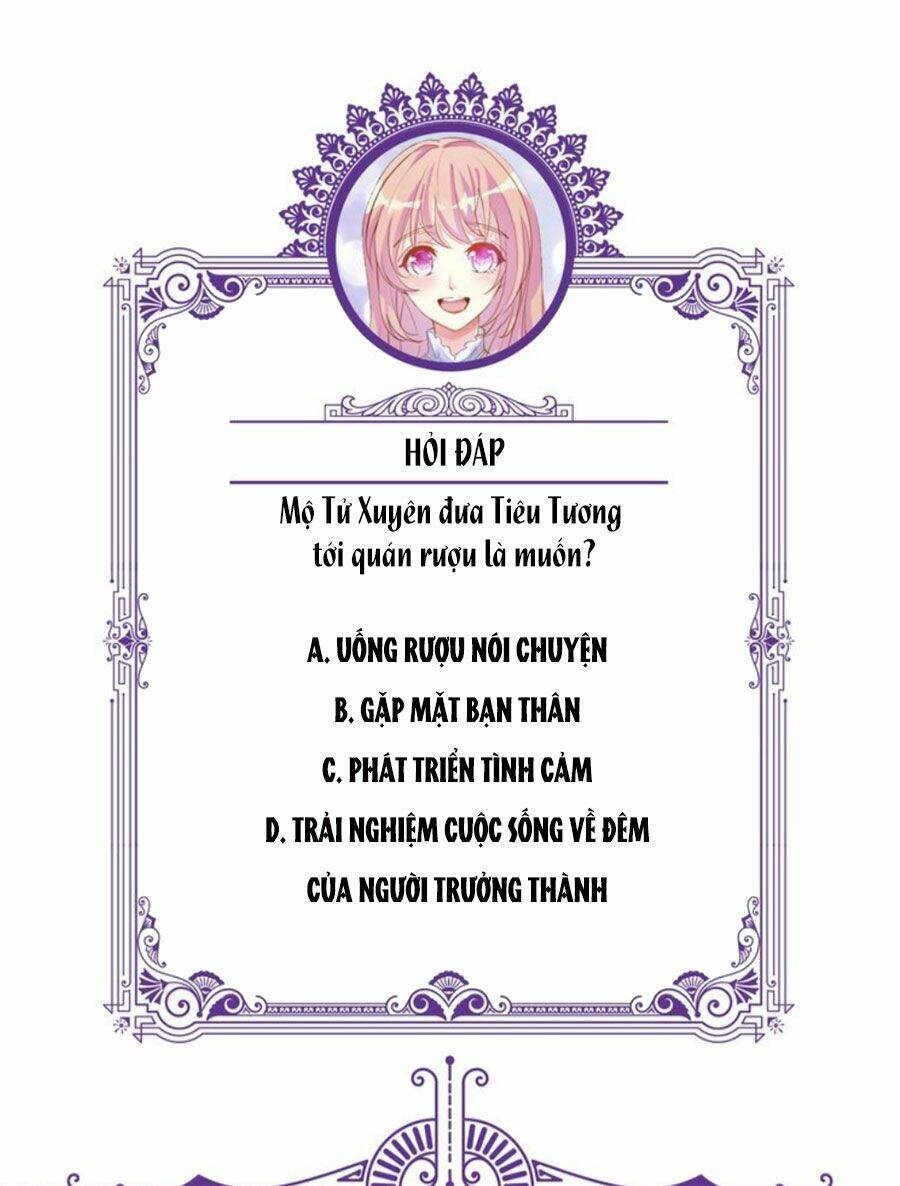 HỎI ĐÁP
Mộ Tử Xuyên đưa Tiêu Tương
tới quán rượu là muốn?
A. UỐNG RƯỢU NÓI CHUYỆN
B. GẶP MẶT BẠN THÂN
C. PHÁT TRIỂN TÌNH CẢM
D. TRẢI NGHIỆM CUỘC SỐNG VỀ ĐÊM
CỦA NGƯỜI TRƯỞNG THÀNH